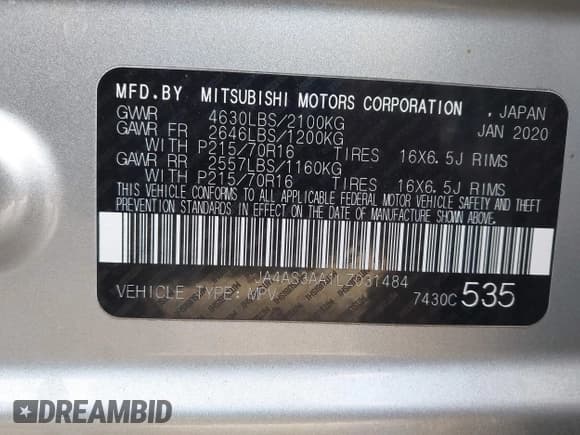 MFD.BY MITSUBISHI MOTORS CORPORATION , JAPAN
GVWR 4630LBS/2100KG JAN 2020
GAWR FR 2646LBS/1200KG
WITH P215/70R16 TIRES 16X6.5J RIMS
GAWR RR 2557LBS/1160KG
WITH P215/70R16 TIRES 16X6.5J RIMS
THIS VEHICLE CONFORMS TO ALL APPLICABLE FEDERAL MOTOR VEHICLE SAFETY AND THEFT
PREVENTION STANDARDS IN EFFECT ON THE DATE OF MANUFACTURE SHOWN ABOVE.
JA4AS3AA1LZ031484
VEHICLE TYPE: MPV 7430C 535
DREAMBID